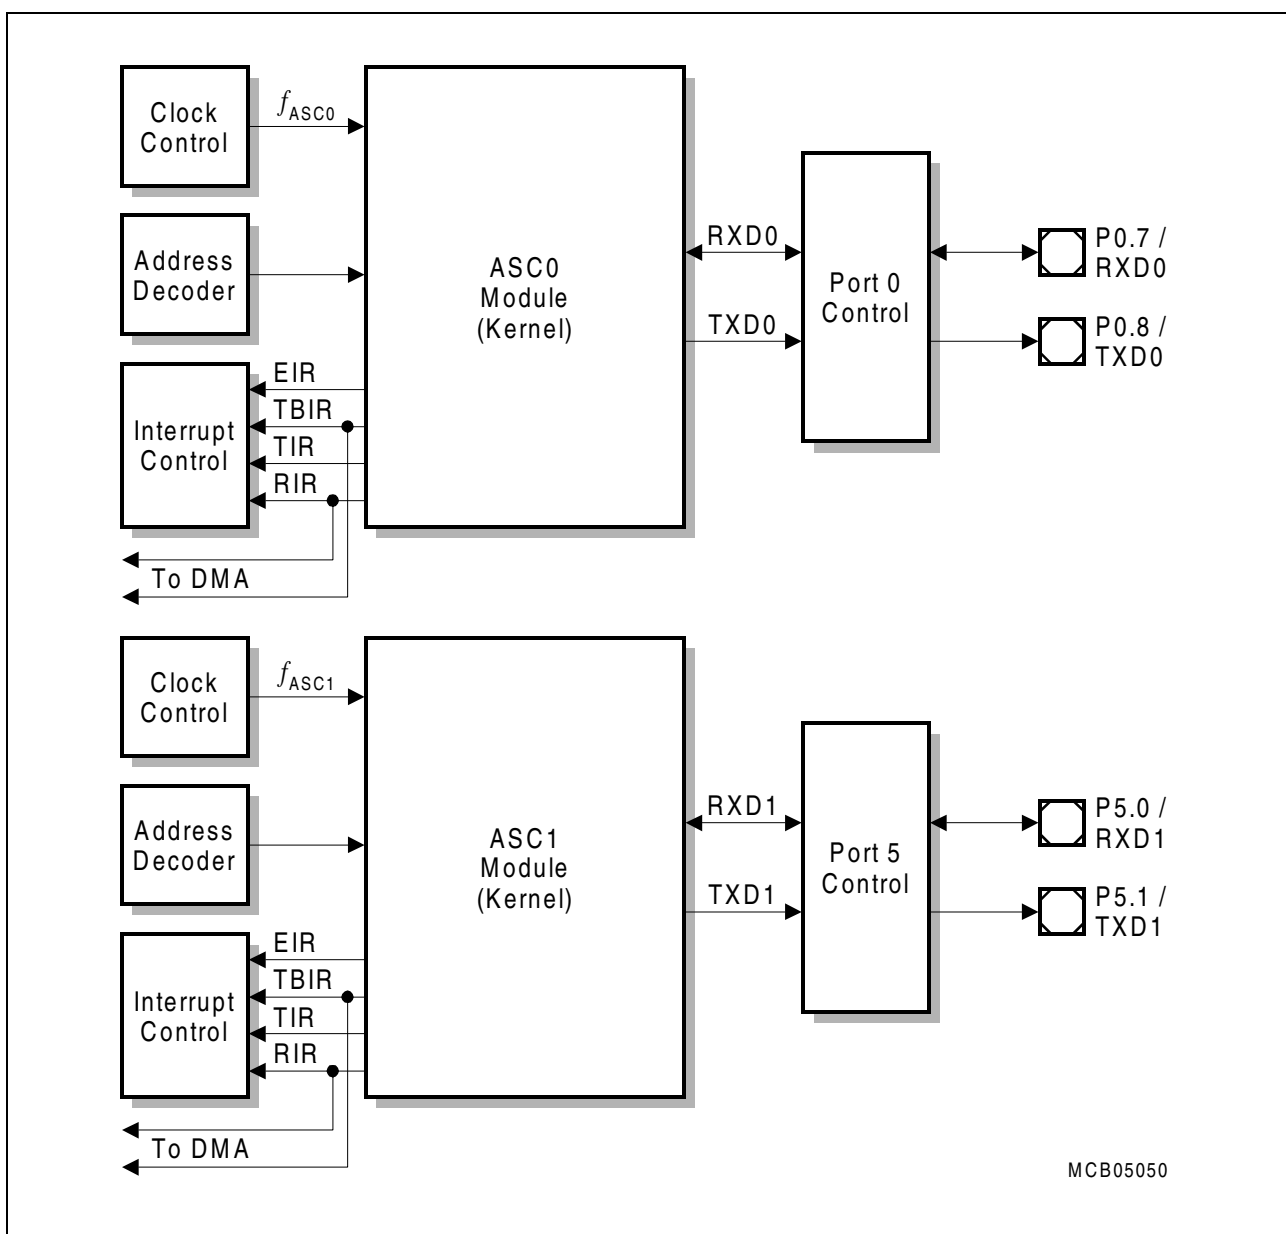 Clock
Control
fASC0
Address
Decoder
Interrupt
Control
EIR
TBIR
TIR
RIR
To DMA
ASC0
Module
(Kernel)
RXD0
TXD0
Port 0
Control
P0.7 /
RXD0
P0.8 /
TXD0
Clock
Control
fASC1
Address
Decoder
Interrupt
Control
EIR
TBIR
TIR
RIR
To DMA
ASC1
Module
(Kernel)
RXD1
TXD1
Port 5
Control
P5.0 /
RXD1
P5.1 /
TXD1
MCB05050